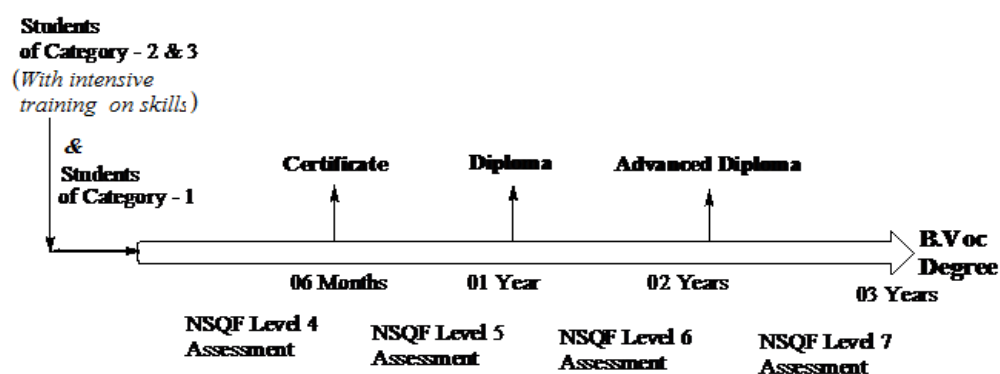 Students
of Category - 2 & 3
(With intensive
training on skills)
&
Students
of Category - 1
Certificate
Diploma
Advanced Diploma
B.Voc
Degree
06 Months
01 Year
02 Years
03 Years
NSQF Level 4
Assessment
NSQF Level 5
Assessment
NSQF Level 6
Assessment
NSQF Level 7
Assessment